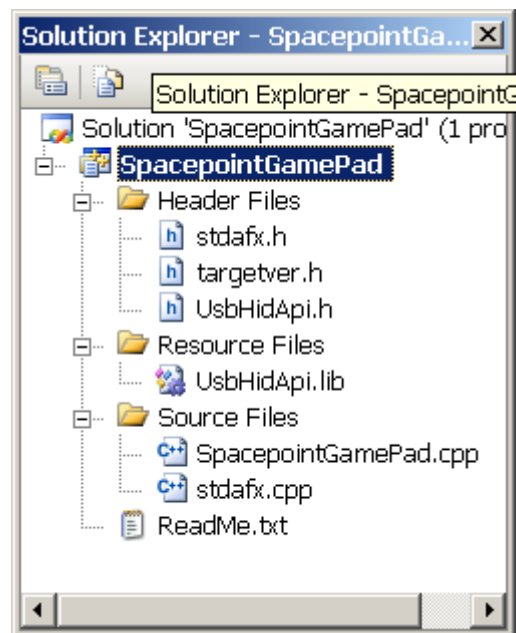 Solution Explorer - SpacepointGa...
Solution Explorer - SpacepointG
Solution 'SpacepointGamePad' (1 pro
SpacepointGamePad
Header Files
stdafx.h
targetver.h
UsbHidApi.h
Resource Files
UsbHidApi.lib
Source Files
SpacepointGamePad.cpp
stdafx.cpp
ReadMe.txt